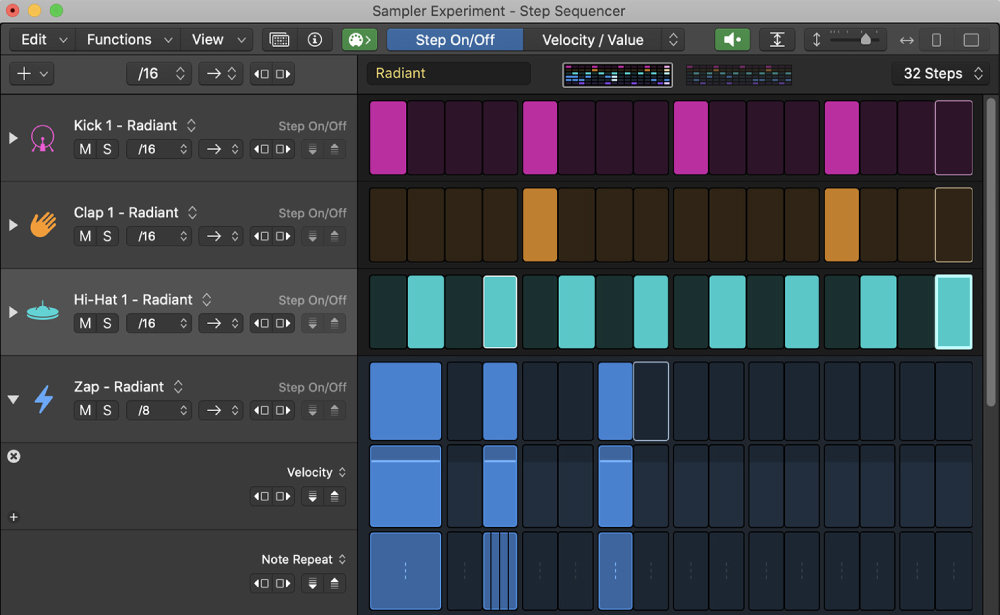 Sampler Experiment - Step Sequencer
Edit Functions View Step On/Off Velocity / Value
/16 Radiant 32 Steps
Kick 1 - Radiant Step On/Off
M S /16
Clap 1 - Radiant Step On/Off
M S /16
Hi-Hat 1 - Radiant Step On/Off
M S /16
Zap - Radiant Step On/Off
M S /8
Velocity
Note Repeat